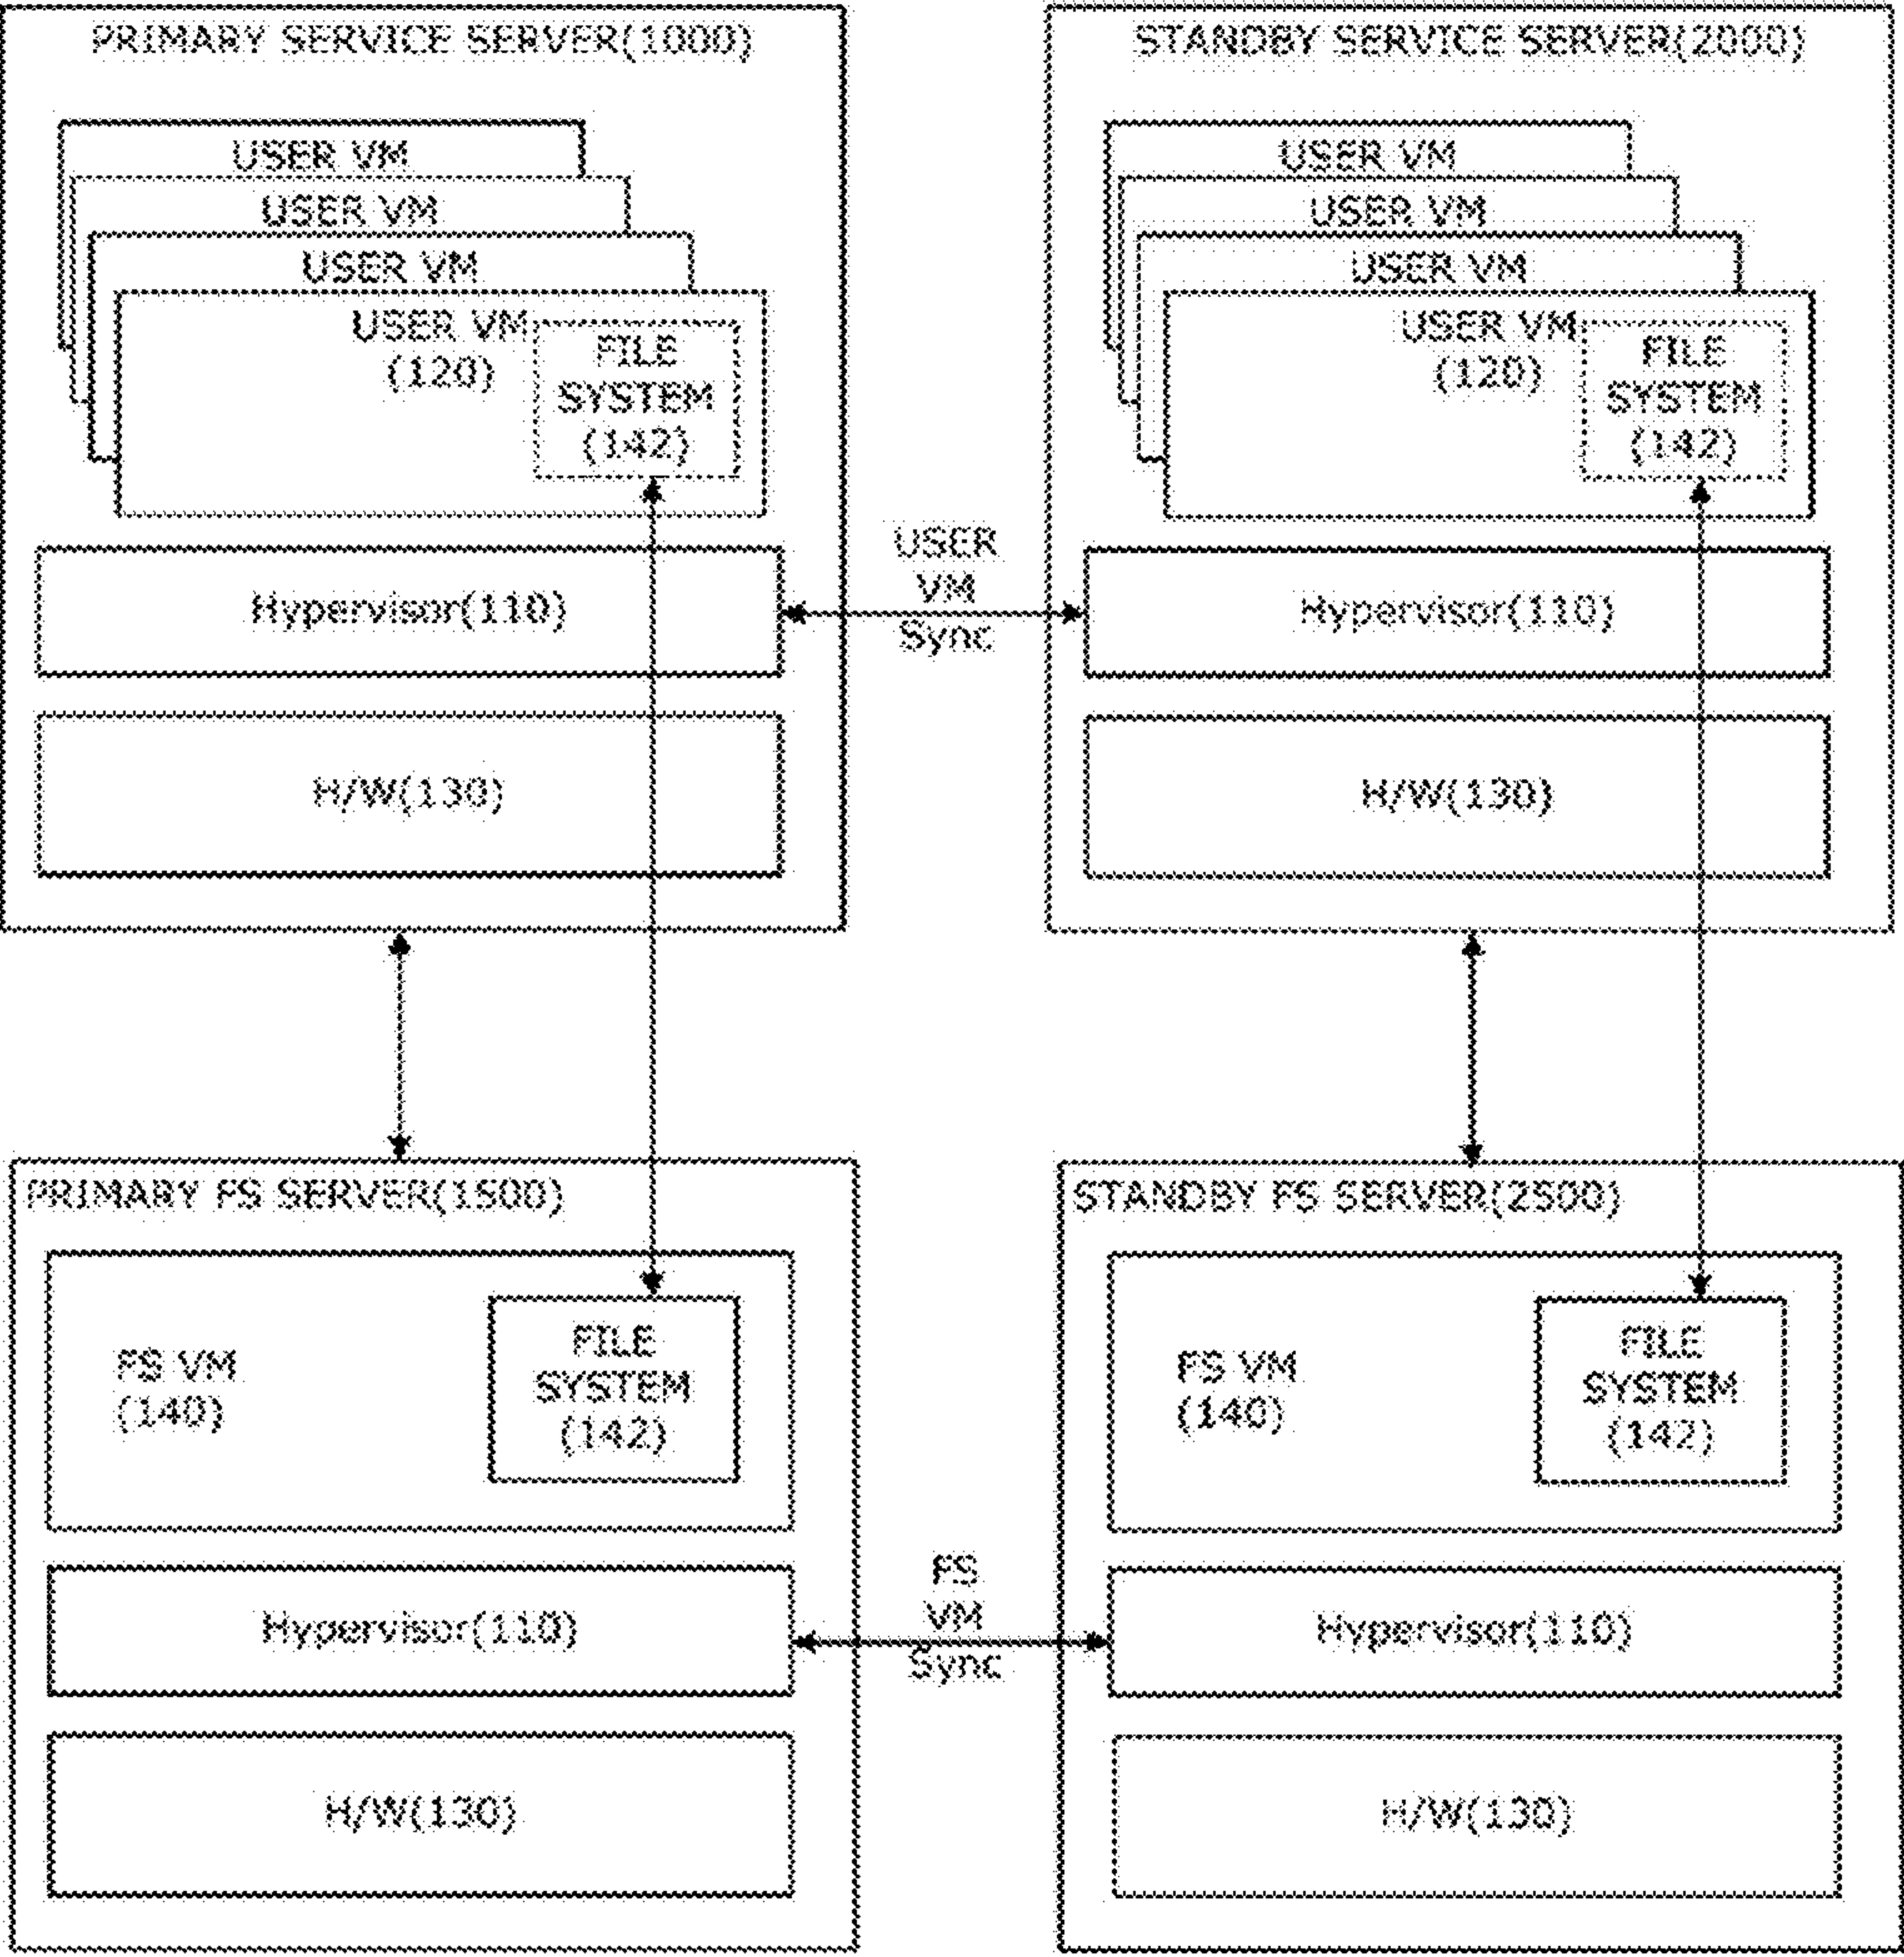 PRIMARY SERVICE SERVER(1000)
USER VM
USER VM
USER VM
USER VM
(120)
FILE
SYSTEM
(142)
Hypervisor(110)
H/W(130)
USER
VM
Sync
STANDBY SERVICE SERVER(2000)
USER VM
USER VM
USER VM
USER VM
(120)
FILE
SYSTEM
(142)
Hypervisor(110)
H/W(130)
PRIMARY FS SERVER(1500)
FS VM
(140)
FILE
SYSTEM
(142)
Hypervisor(110)
H/W(130)
FS
VM
Sync
STANDBY FS SERVER(2500)
FS VM
(140)
FILE
SYSTEM
(142)
Hypervisor(110)
H/W(130)